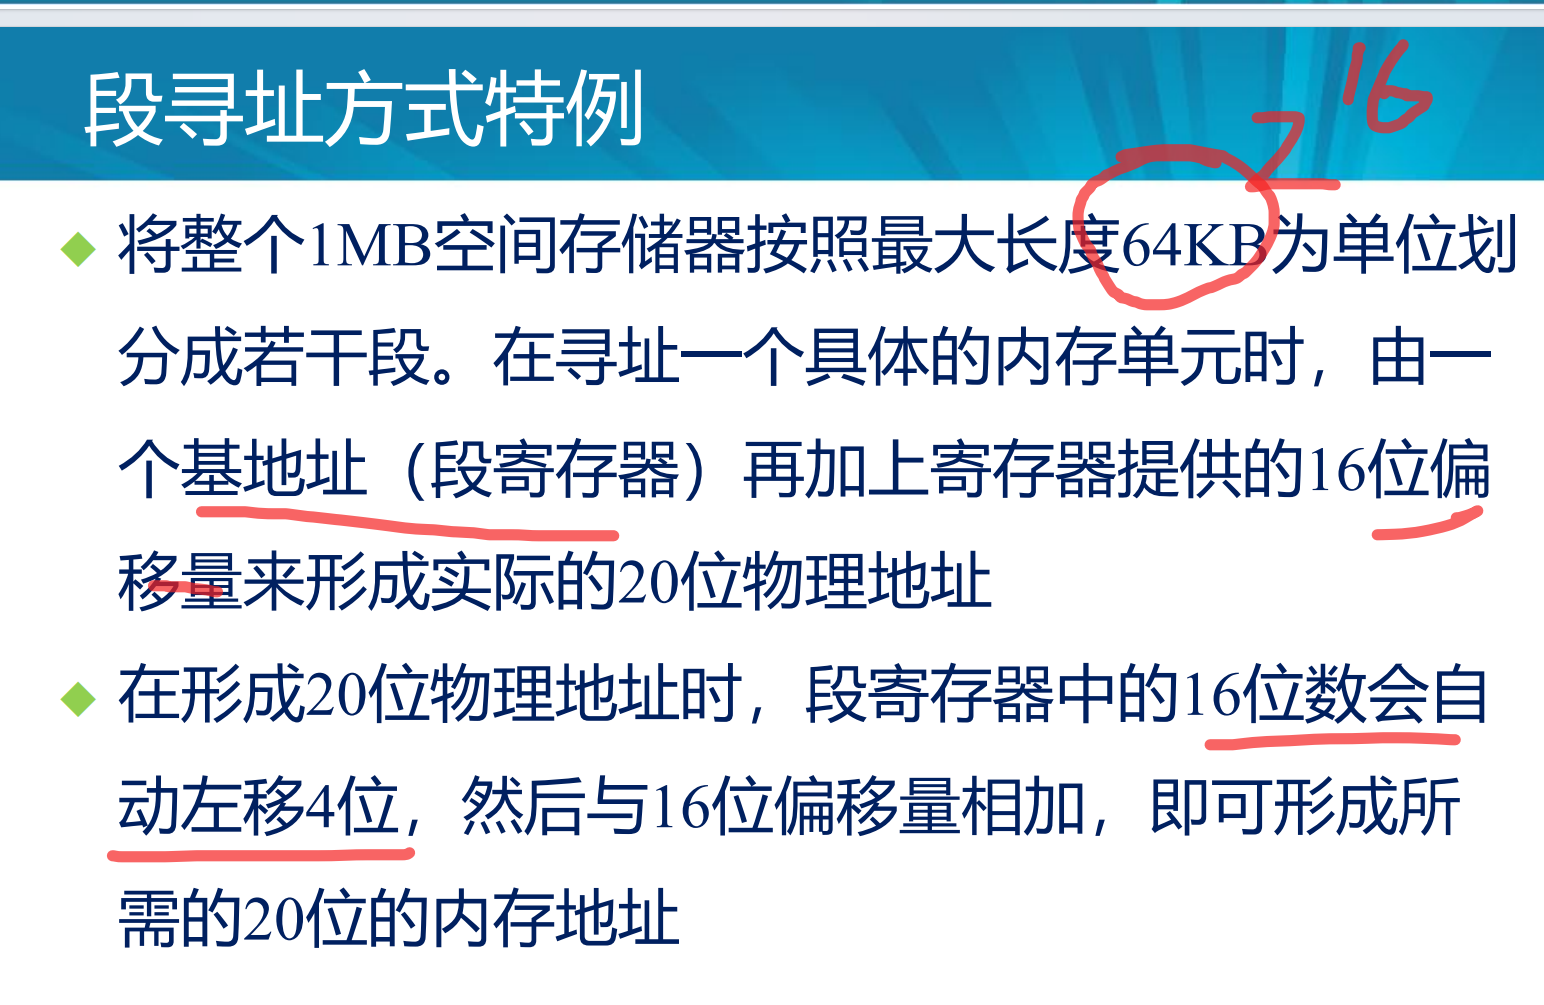 段寻址方式特例
2^16
将整个1MB空间存储器按照最大长度64KB为单位划
分成若干段。在寻址一个具体的内存单元时，由一
个基地址（段寄存器）再加上寄存器提供的16位偏
移量来形成实际的20位物理地址
在形成20位物理地址时，段寄存器中的16位数会自
动左移4位，然后与16位偏移量相加，即可形成所
需的20位的内存地址